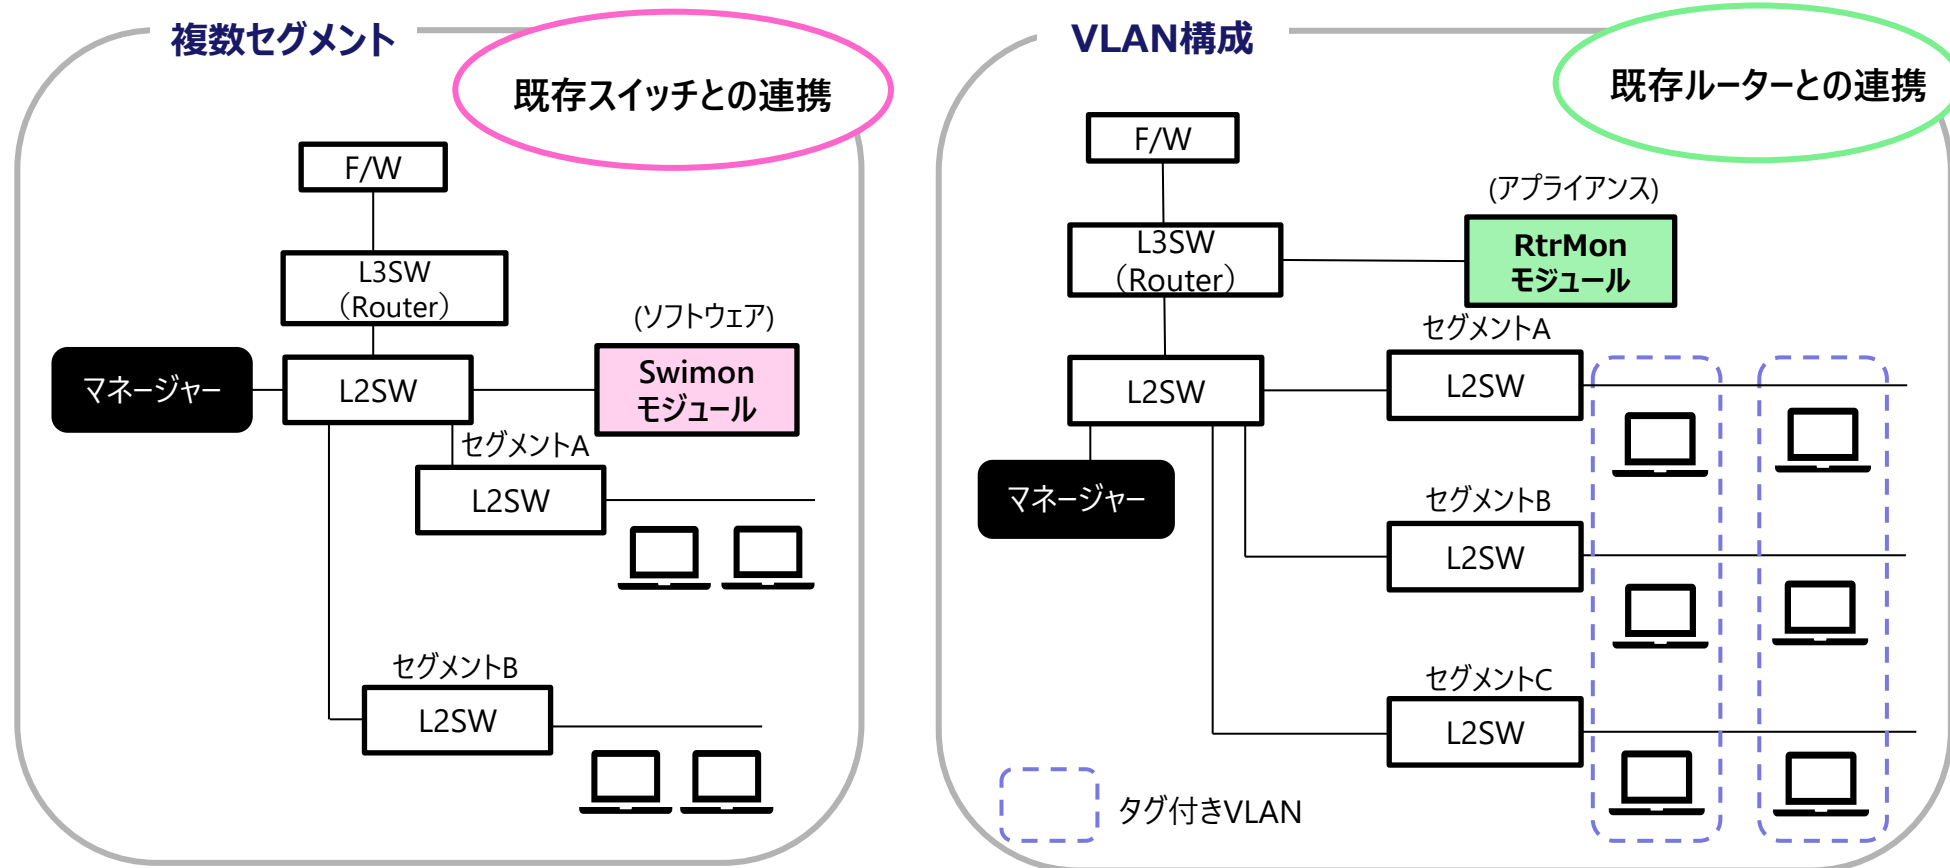 複数セグメント
既存スイッチとの連携
F/W
L3SW
（Router）
(ソフトウェア)
マネージャー
L2SW
Swimon
モジュール
セグメントA
L2SW
セグメントB
L2SW
VLAN構成
既存ルーターとの連携
F/W
(アプライアンス)
L3SW
（Router）
RtrMon
モジュール
セグメントA
L2SW
L2SW
マネージャー
セグメントB
L2SW
セグメントC
L2SW
タグ付きVLAN